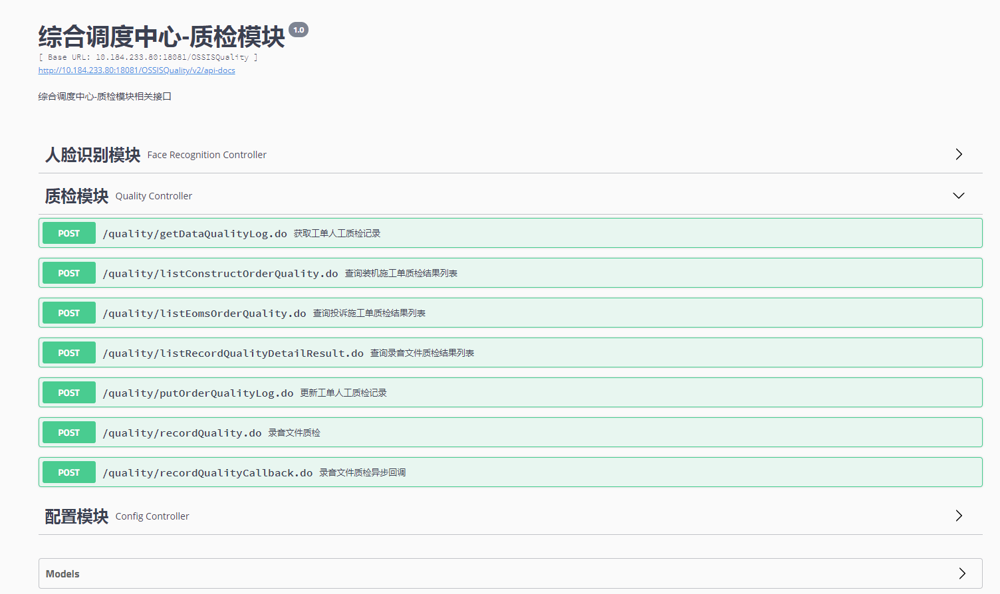 综合调度中心-质检模块 1.0
[ Base URL: 10.184.233.80:18081/OSSISQuality ]
http://10.184.233.80:18081/OSSISQuality/v2/api-docs
综合调度中心-质检模块相关接口
人脸识别模块 Face Recognition Controller
质检模块 Quality Controller
POST /quality/getDataQualityLog.do 获取工单人工质检记录
POST /quality/listConstructOrderQuality.do 查询装机施工单质检结果列表
POST /quality/listEomsOrderQuality.do 查询投诉施工单质检结果列表
POST /quality/listRecordQualityDetailResult.do 查询录音文件质检结果列表
POST /quality/putOrderQualityLog.do 更新工单人工质检记录
POST /quality/recordQuality.do 录音文件质检
POST /quality/recordQualityCallback.do 录音文件质检异步回调
配置模块 Config Controller
Models